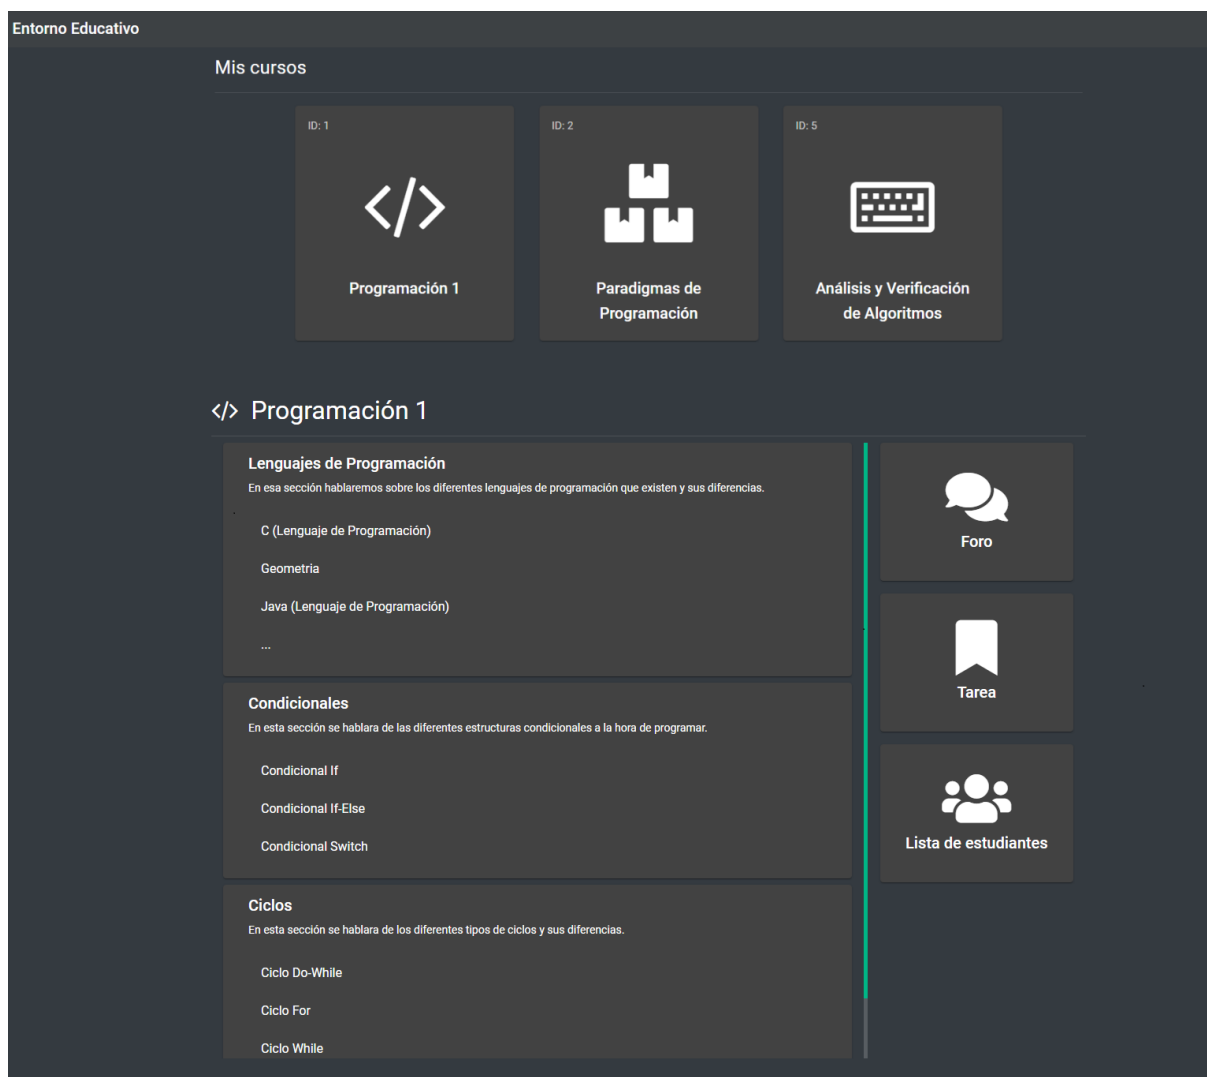 Entorno Educativo
Mis cursos
ID: 1
Programación 1
ID: 2
Paradigmas de
Programación
ID: 5
Análisis y Verificación
de Algoritmos
</> Programación 1
Lenguajes de Programación
En esa sección hablaremos sobre los diferentes lenguajes de programación que existen y sus diferencias.
C (Lenguaje de Programación)
Geometria
Java (Lenguaje de Programación)
...
Condicionales
En esta sección se hablara de las diferentes estructuras condicionales a la hora de programar.
Condicional If
Condicional If-Else
Condicional Switch
Ciclos
En esta sección se hablara de los diferentes tipos de ciclos y sus diferencias.
Ciclo Do-While
Ciclo For
Ciclo While
Foro
Tarea
Lista de estudiantes